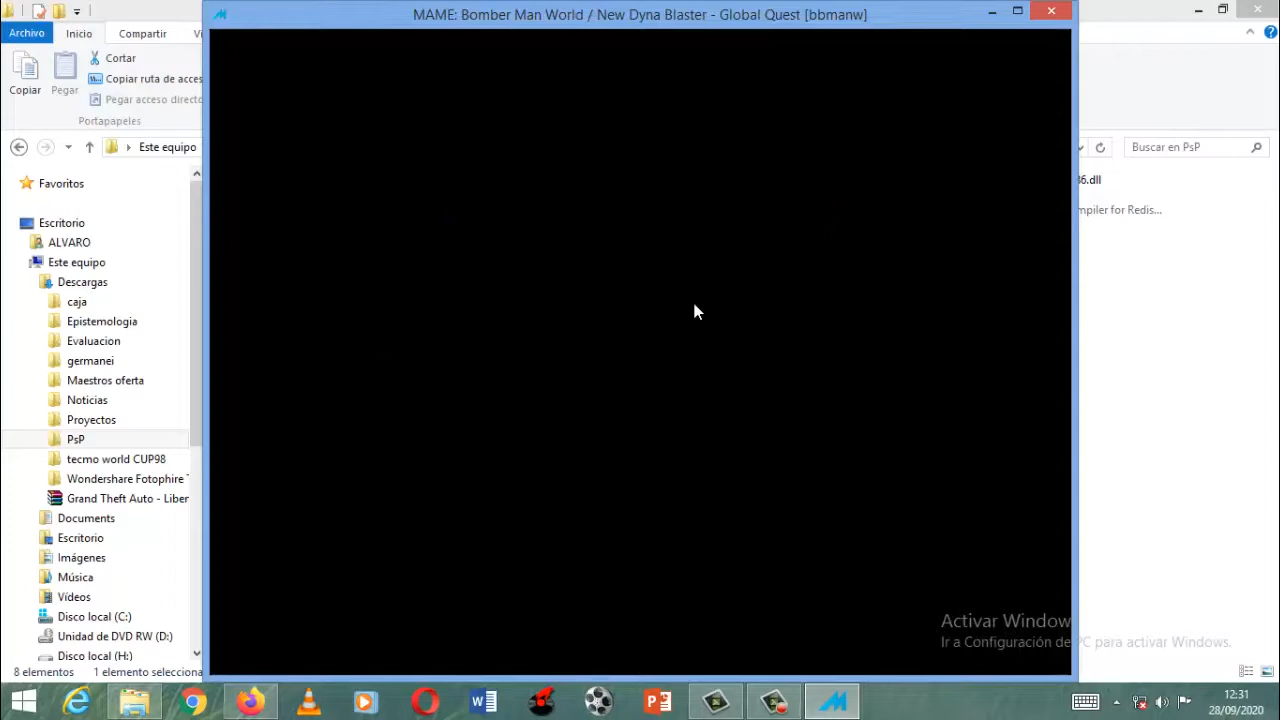 MAME: Bomber Man World / New Dyna Blaster - Global Quest [bbmanw]
Archivo Inicio Compartir
Copiar
Pegar
Cortar
Copiar ruta de acces
Pegar acceso directo
Portapapeles
Este equipo
Buscar en PsP
36.dll
mpiler for Redis...
Favoritos
Escritorio
ALVARO
Este equipo
Descargas
caja
Epistemologia
Evaluacion
germanei
Maestros oferta
Noticias
Proyectos
PsP
tecmo world CUP98
Wondershare Fotophire
Grand Theft Auto - Liber
Documents
Escritorio
Imágenes
Música
Vídeos
Disco local (C:)
Unidad de DVD RW (D:)
Disco local (H:)
Activar Window
Ir a Configuración de PC para activar Windows.
8 elementos 1 elemento selecciona
12:31
28/09/2020